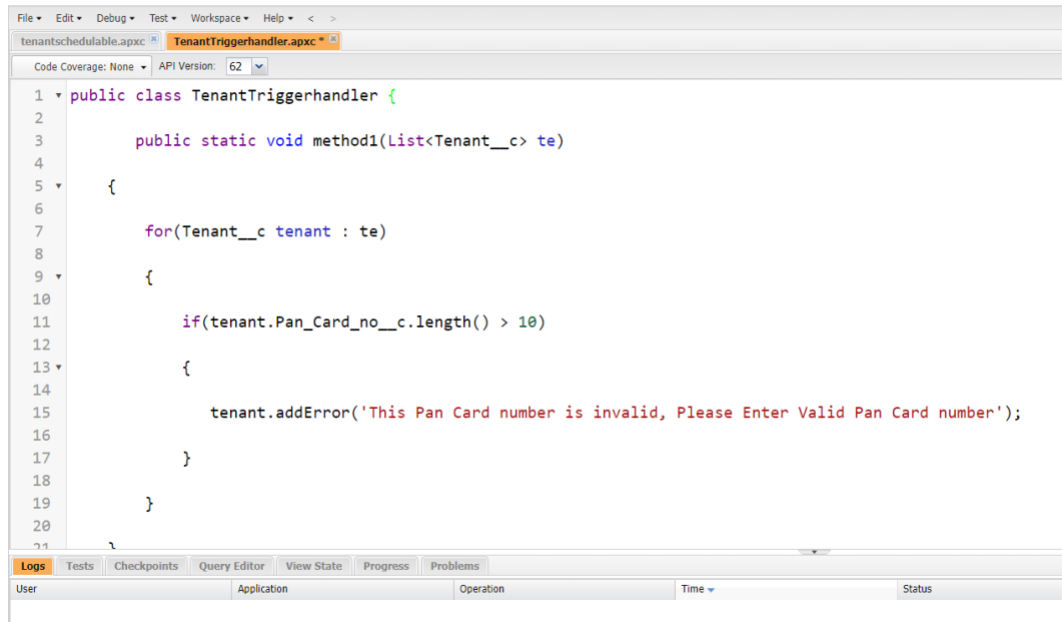 File Edit Debug Test Workspace Help < >
tenantschedulable.apxc TenantTriggerhandler.apxc *
Code Coverage: None API Version: 62
1 public class TenantTriggerhandler {
2
3 public static void method1(List<Tenant__c> te)
4
5 {
6
7 for(Tenant__c tenant : te)
8
9 {
10
11 if(tenant.Pan_Card_no__c.length() > 10)
12
13 {
14
15 tenant.addError('This Pan Card number is invalid, Please Enter Valid Pan Card number');
16
17 }
18
19 }
20
21 }
Logs Tests Checkpoints Query Editor View State Progress Problems
User Application Operation Time Status